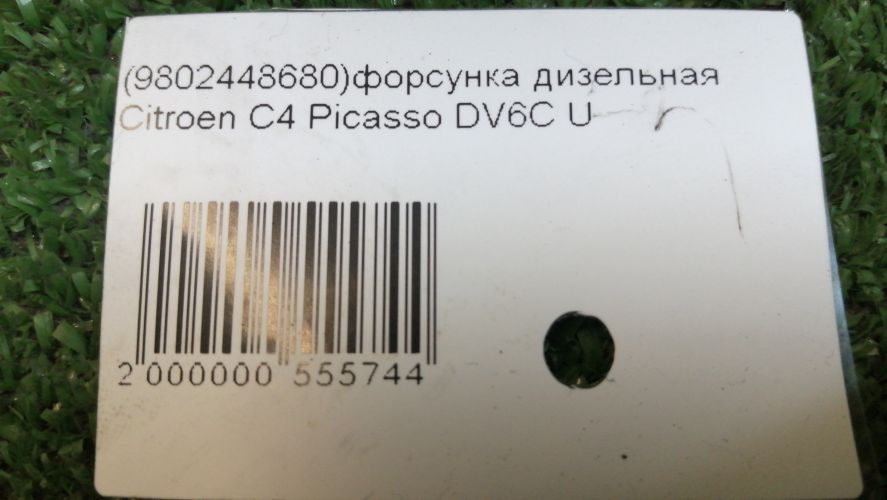 (9802448680)форсунка дизельная
Citroen C4 Picasso DV6C U
2 000000 555744